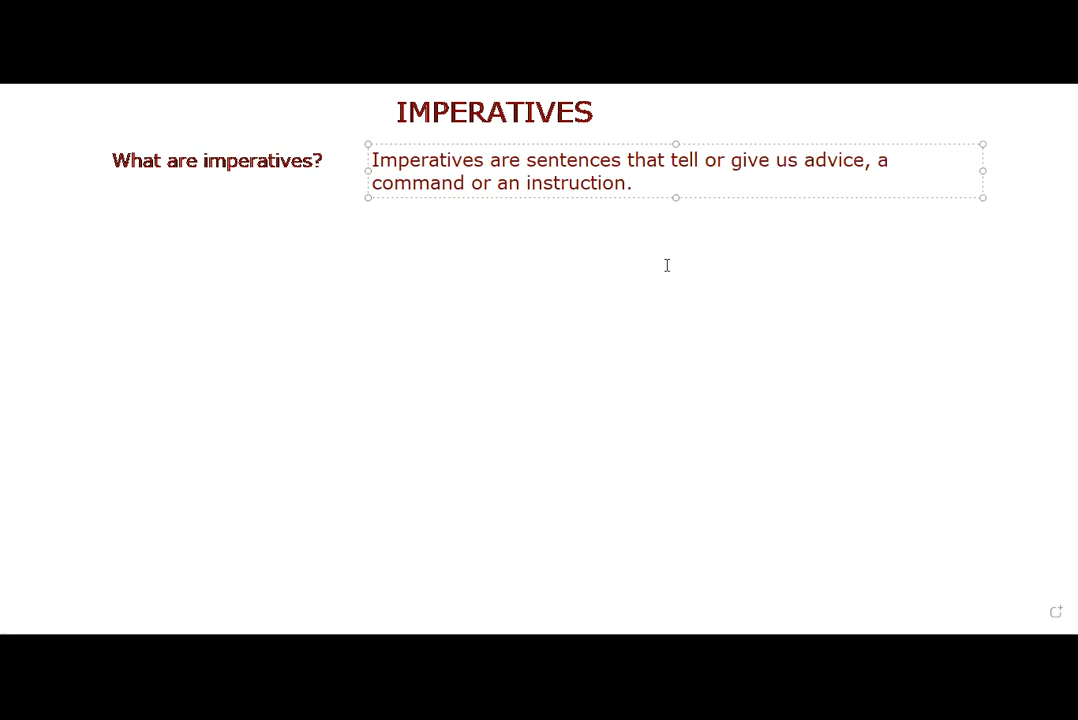 IMPERATIVES
What are imperatives?
Imperatives are sentences that tell or give us advice, a
command or an instruction.